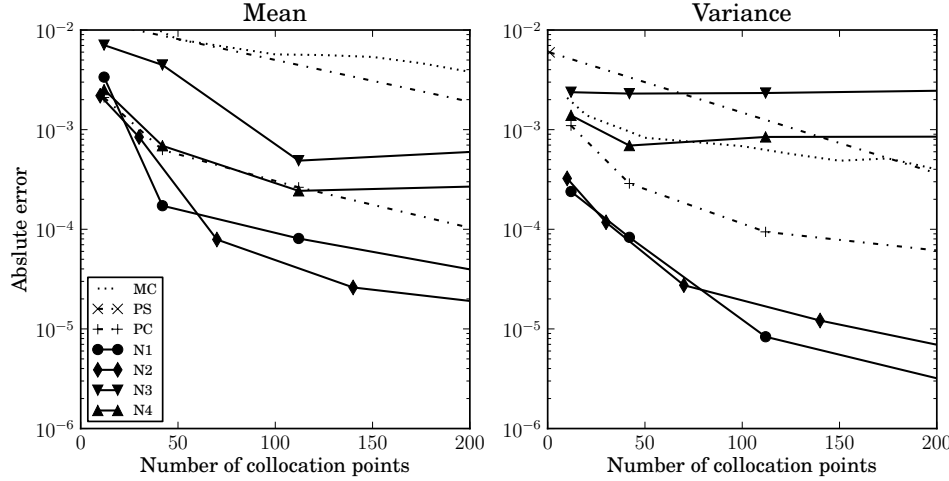 Mean
Variance
Abslute error
10^−2
10^−3
10^−4
10^−5
10^−6
MC
PS
PC
N1
N2
N3
N4
0 50 100 150 200
Number of collocation points
10^−2
10^−3
10^−4
10^−5
10^−6
0 50 100 150 200
Number of collocation points